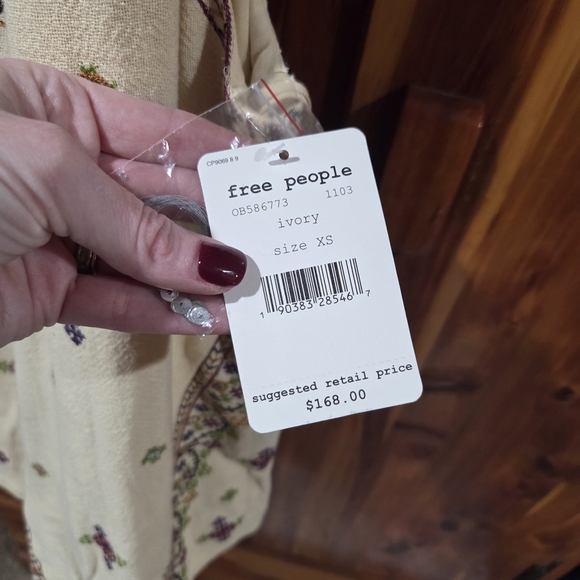 CP9069 8 9
free people
OB586773 1103
ivory
size XS
1 90383 28546 7
suggested retail price
$168.00